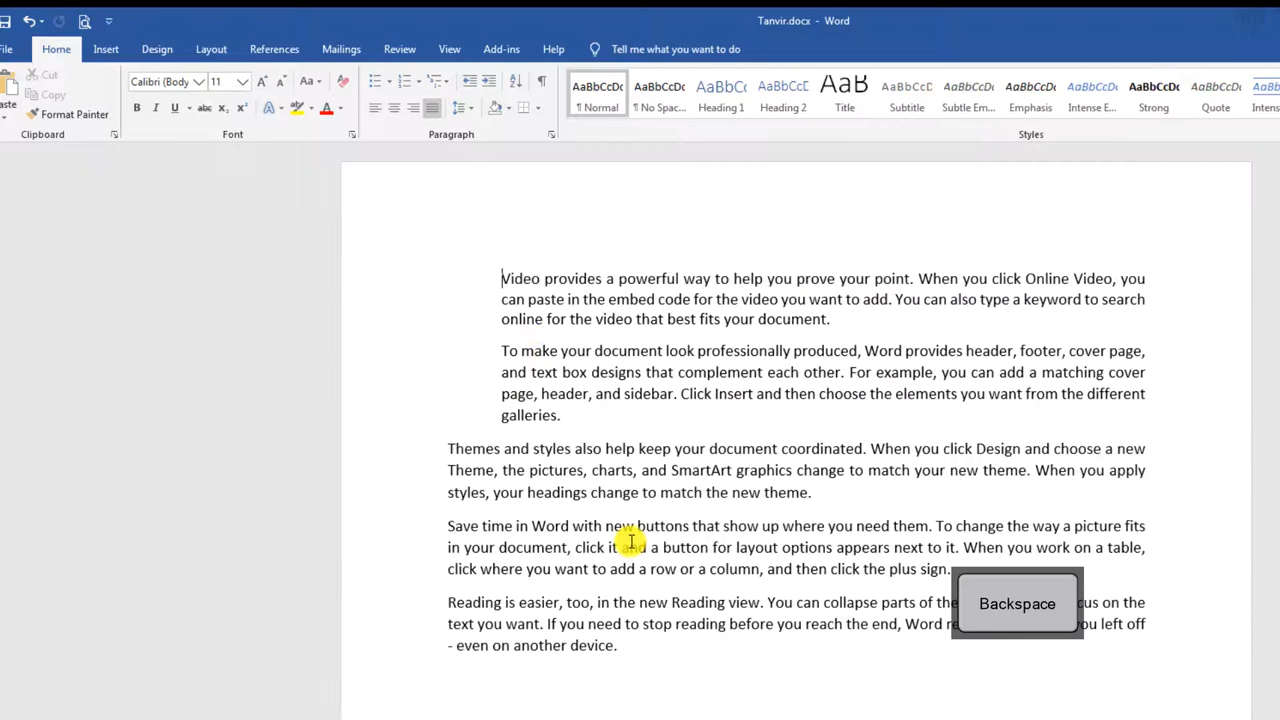 Tanvir.docx - Word
File Home Insert Design Layout References Mailings Review View Add-ins Help Tell me what you want to do
Cut
Copy
Format Painter
Clipboard
Calibri (Body 11
Font
Paragraph
AaBbCcDc AaBbCcDc AaBbCc AaBbCcD AaB AaBbCcD AaBbCcDc AaBbCcDc AaBbCcDc AaBbCcDc AaBbCcDc
¶ Normal ¶ No Spac... Heading 1 Heading 2 Title Subtitle Subtle Em... Emphasis Intense E... Strong Quote
Styles
Video provides a powerful way to help you prove your point. When you click Online Video, you
can paste in the embed code for the video you want to add. You can also type a keyword to search
online for the video that best fits your document.
To make your document look professionally produced, Word provides header, footer, cover page,
and text box designs that complement each other. For example, you can add a matching cover
page, header, and sidebar. Click Insert and then choose the elements you want from the different
galleries.
Themes and styles also help keep your document coordinated. When you click Design and choose a new
Theme, the pictures, charts, and SmartArt graphics change to match your new theme. When you apply
styles, your headings change to match the new theme.
Save time in Word with new buttons that show up where you need them. To change the way a picture fits
in your document, click it and a button for layout options appears next to it. When you work on a table,
click where you want to add a row or a column, and then click the plus sign.
Reading is easier, too, in the new Reading view. You can collapse parts of the on the
text you want. If you need to stop reading before you reach the end, Word you left off
- even on another device.
Backspace